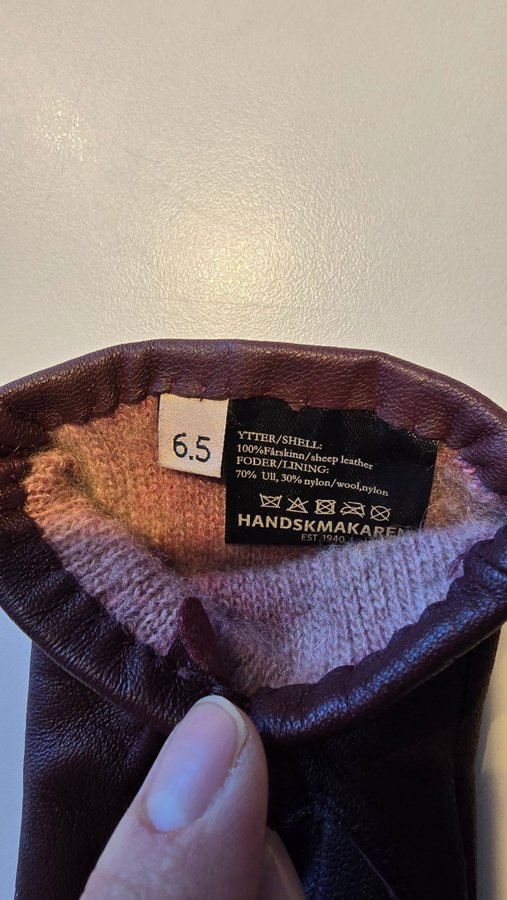 6.5
YTTER/SHELL:
100%Fårskinn/sheep leather
FODER/LINING:
70% Ull, 30% nylon/wool,nylon
HANDSKMAKAREN
EST.1940